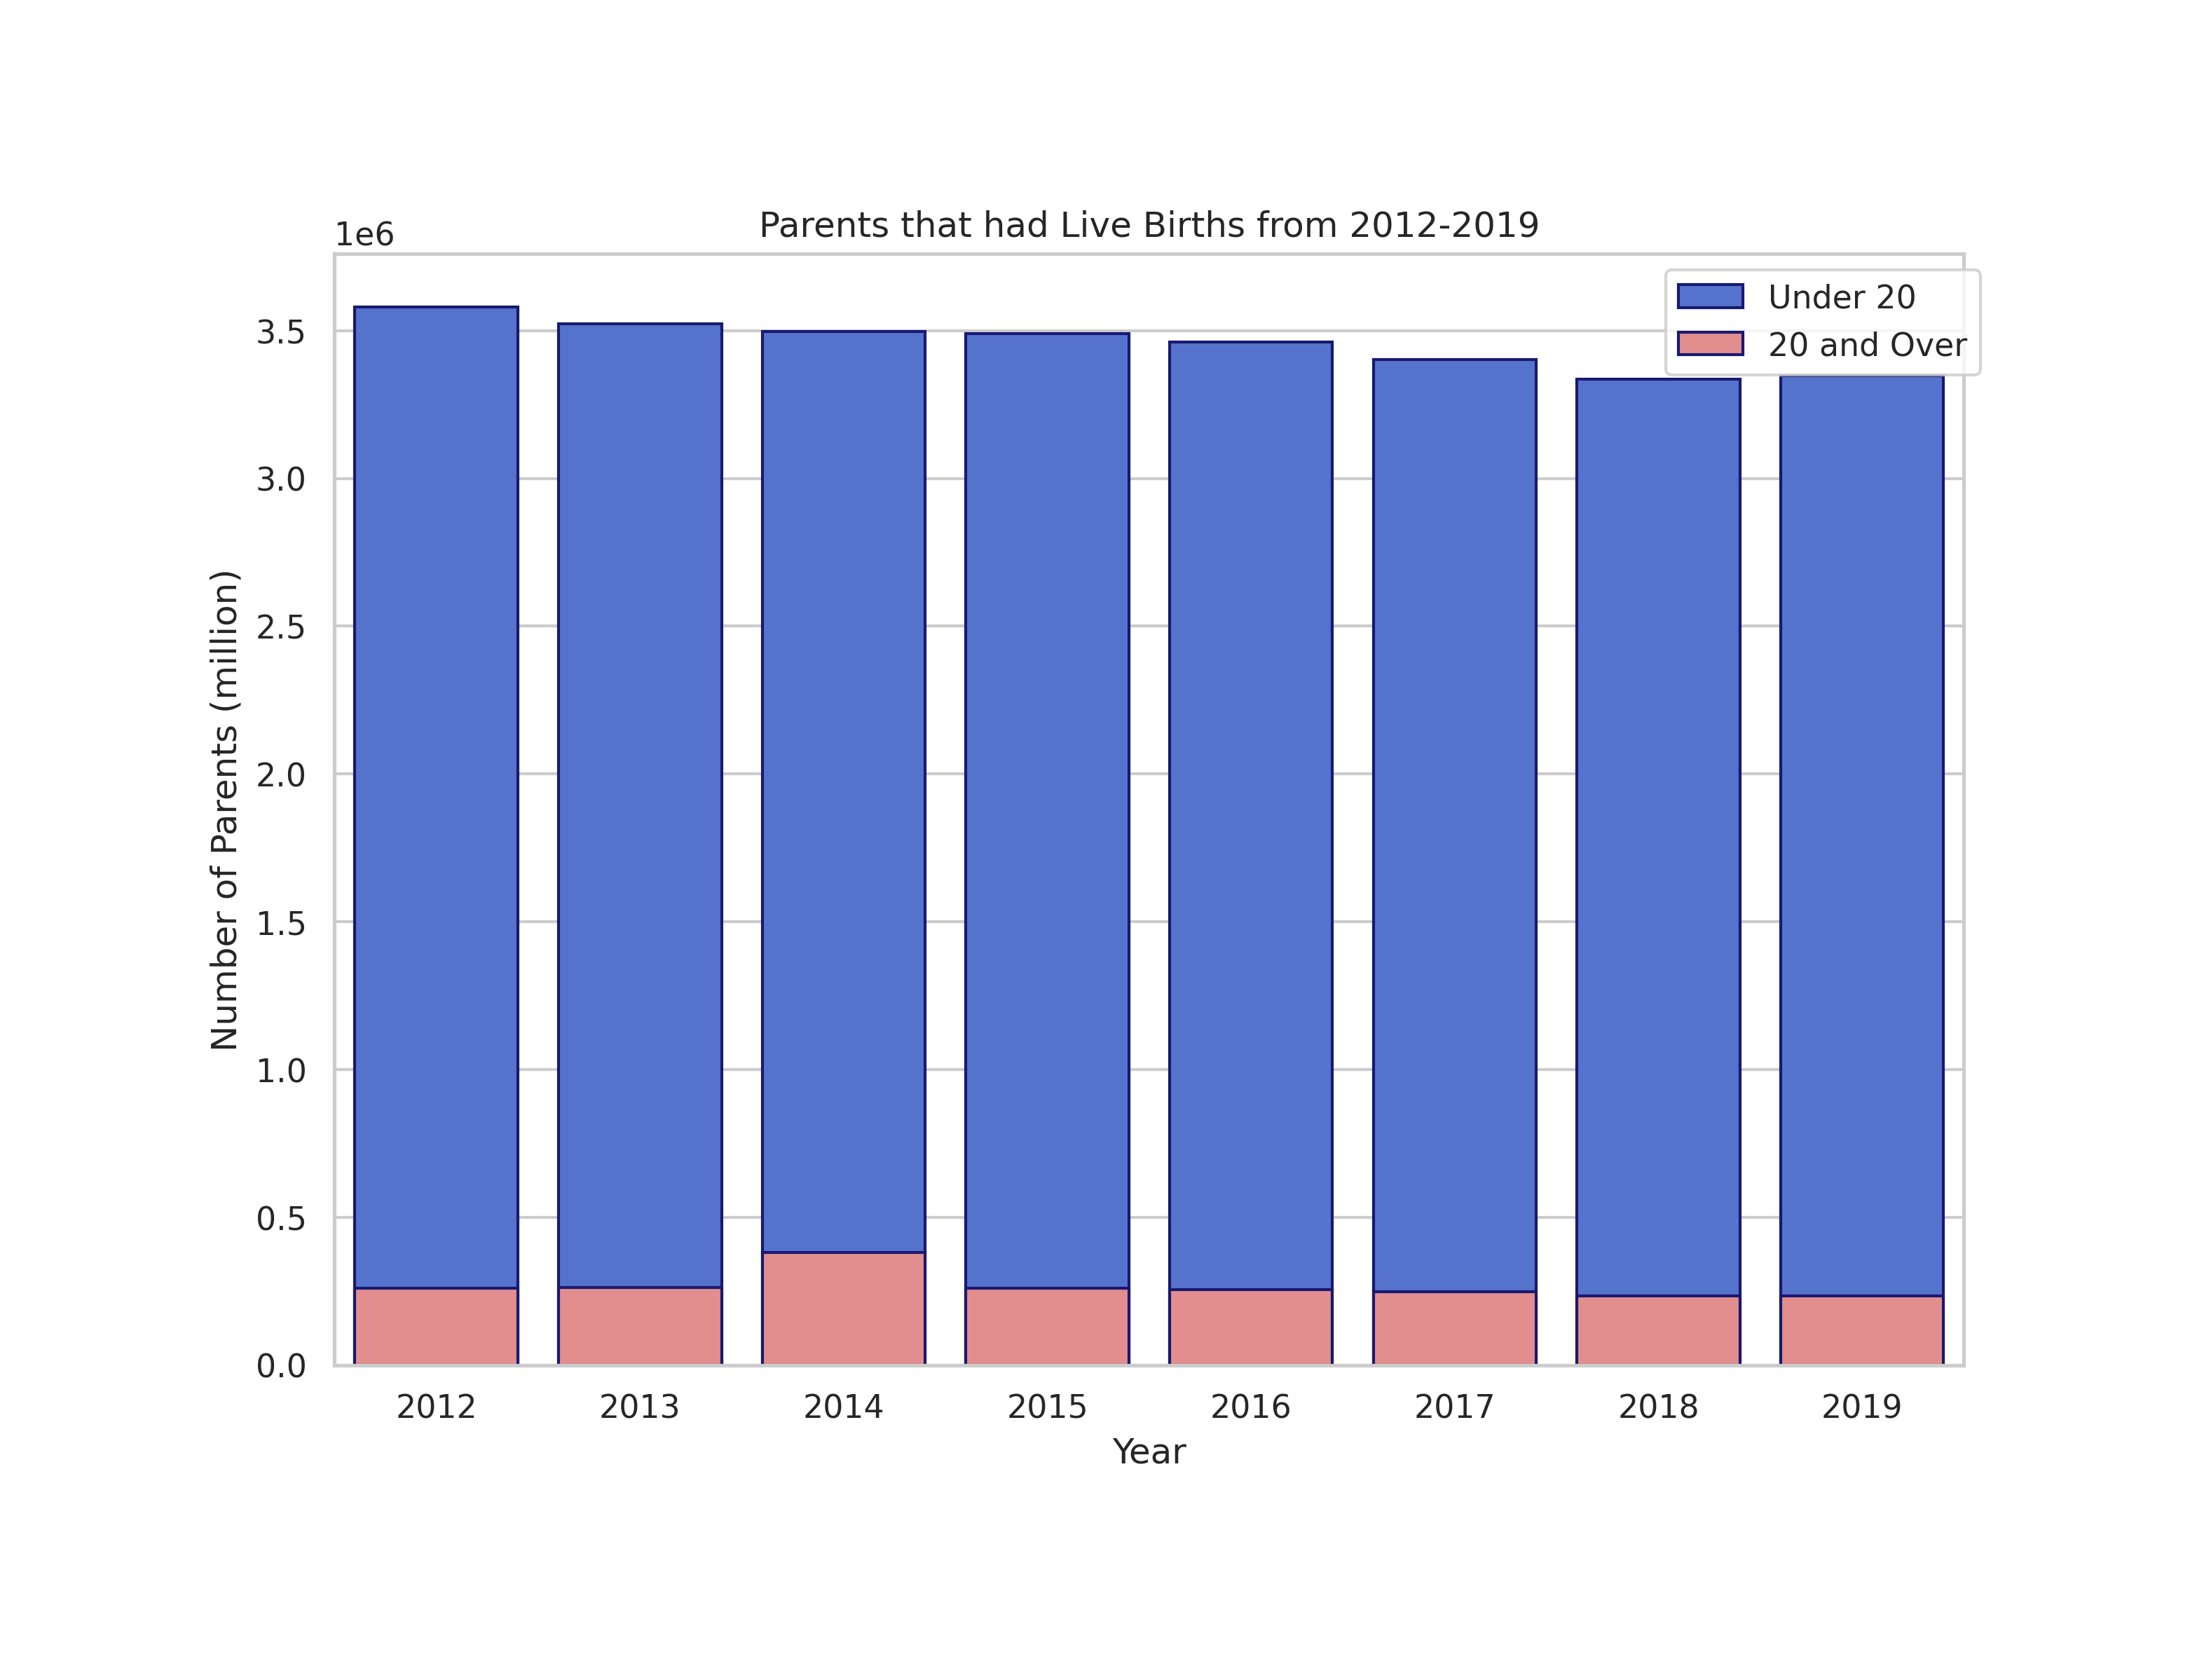 Parents that had Live Births from 2012-2019
1e6
Under 20
20 and Over
3.5
3.0
2.5
2.0
1.5
1.0
0.5
0.0
Number of Parents (million)
2012 2013 2014 2015 2016 2017 2018 2019
Year